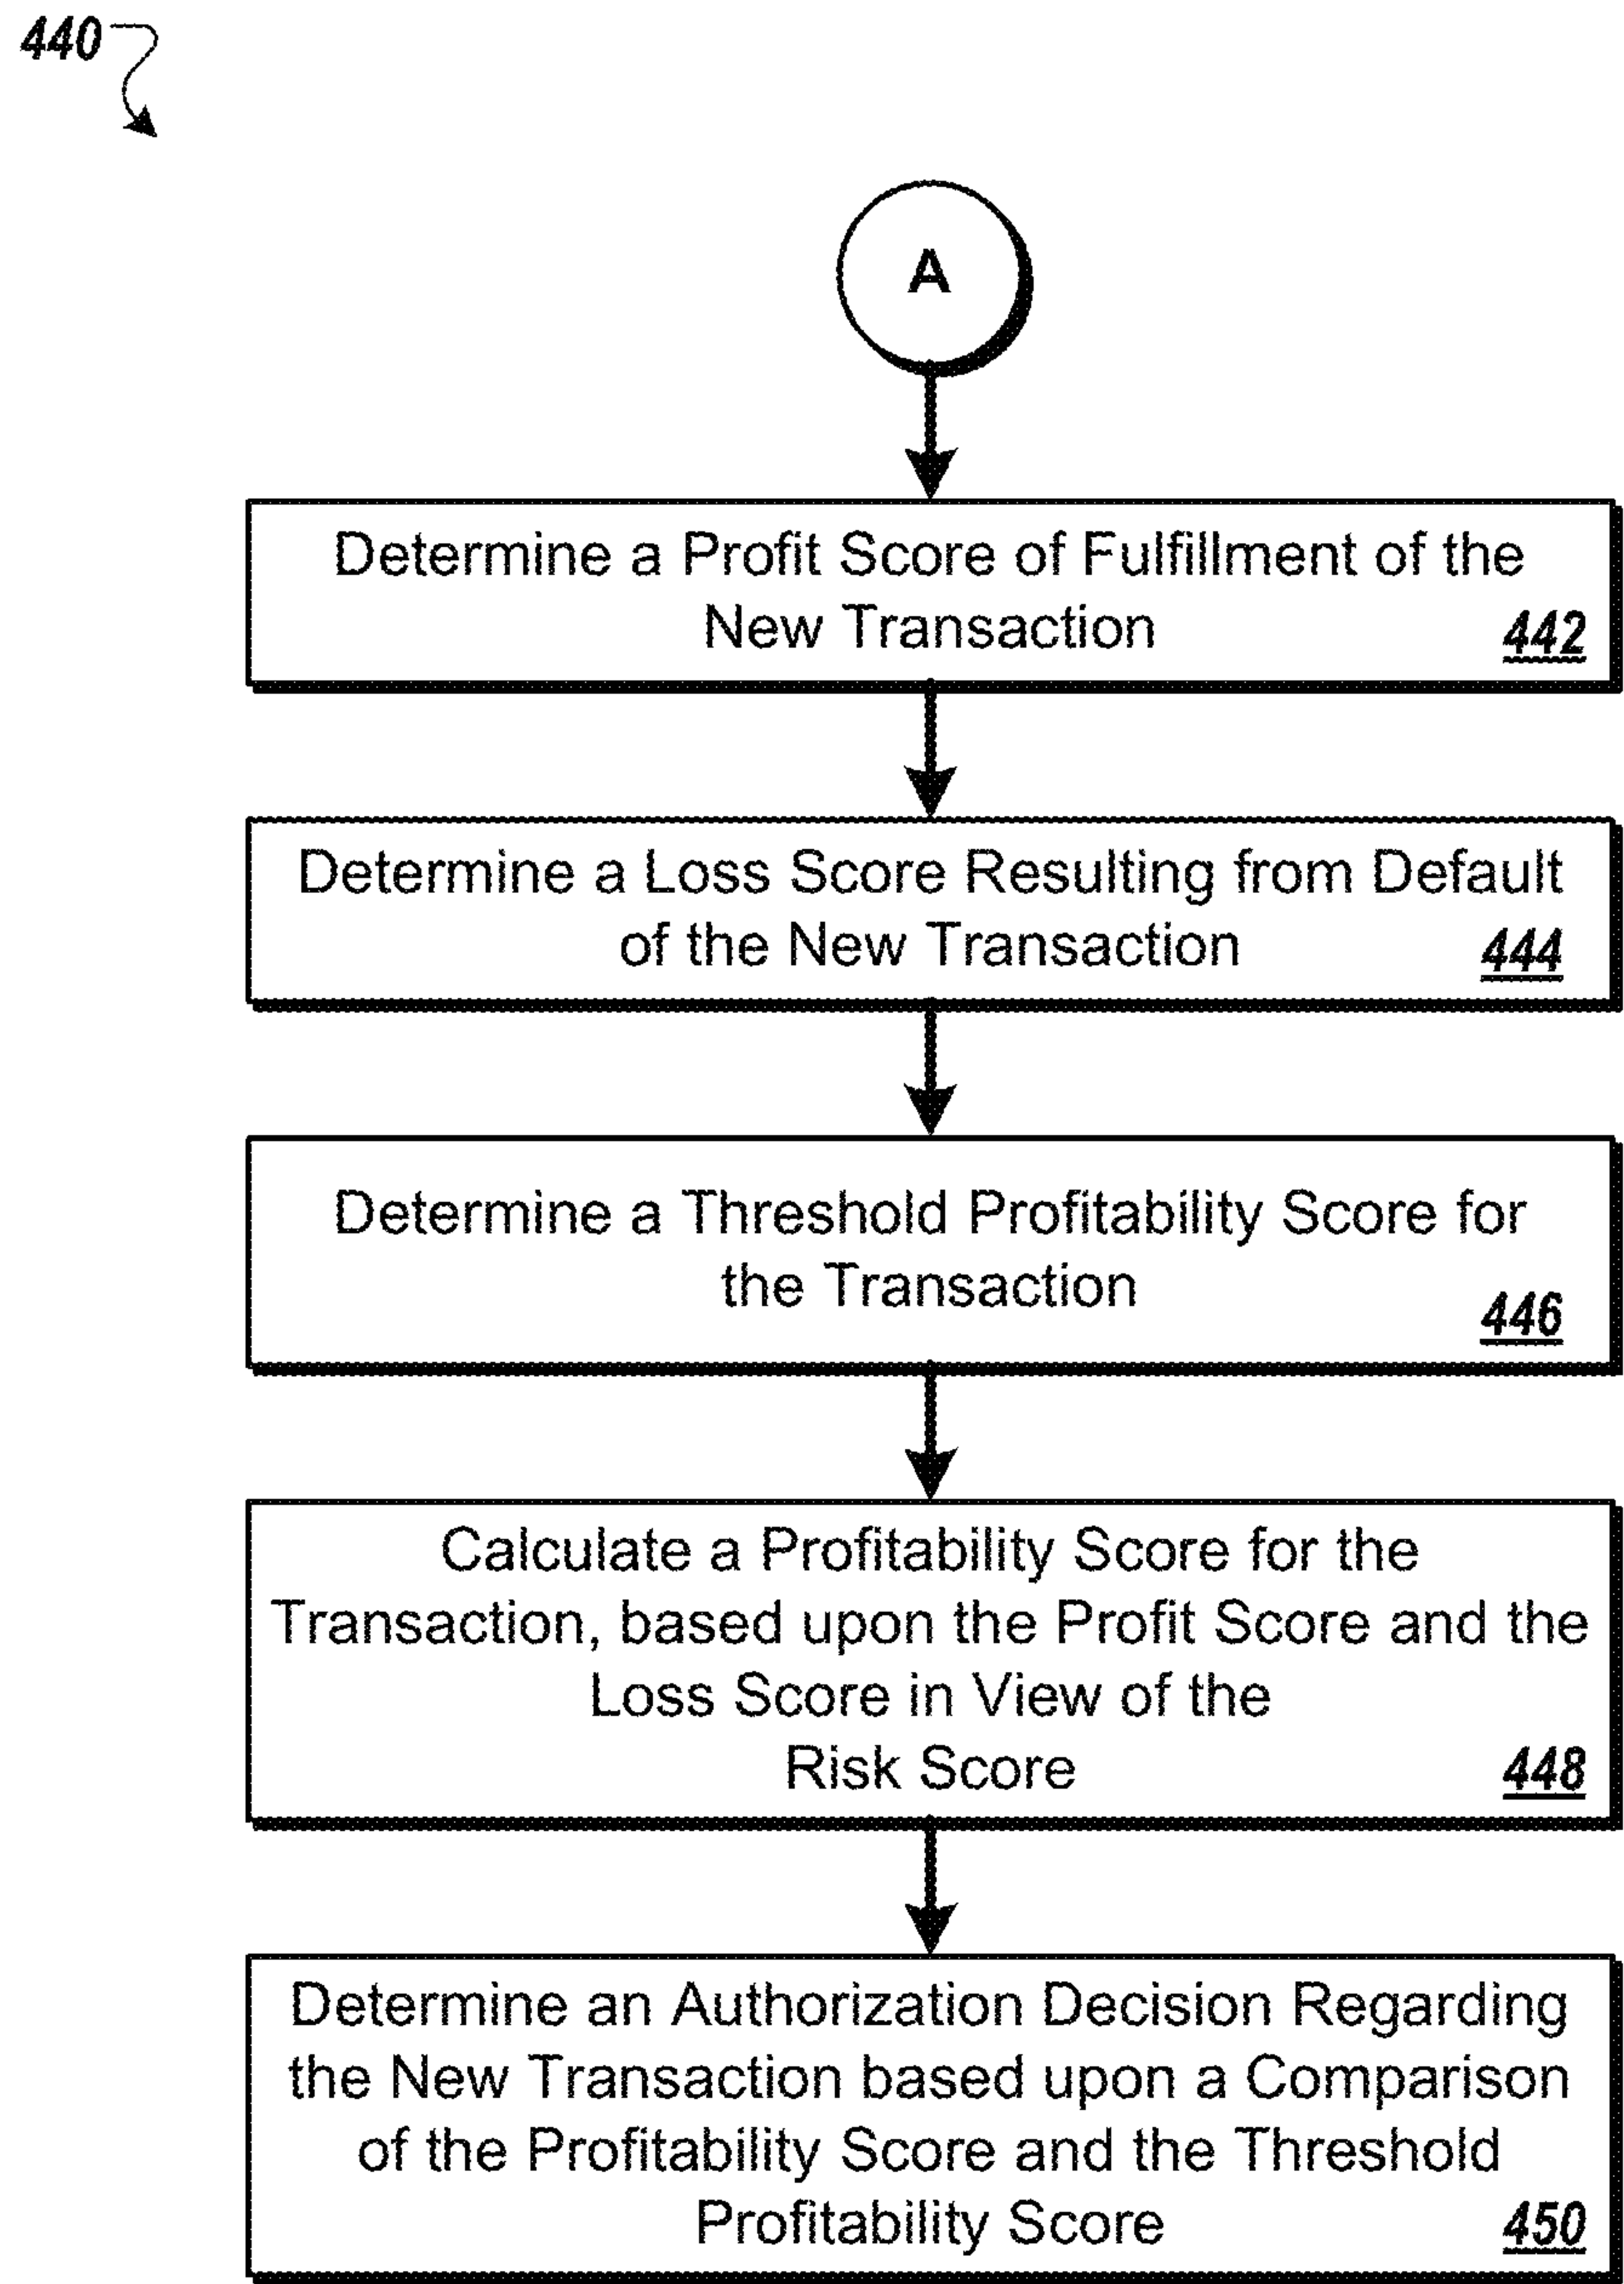 440
A
Determine a Profit Score of Fulfillment of the
New Transaction 442
Determine a Loss Score Resulting from Default
of the New Transaction 444
Determine a Threshold Profitability Score for
the Transaction
446
Calculate a Profitability Score for the
Transaction, based upon the Profit Score and the
Loss Score in View of the
Risk Score 448
Determine an Authorization Decision Regarding
the New Transaction based upon a Comparison
of the Profitability Score and the Threshold
Profitability Score 450